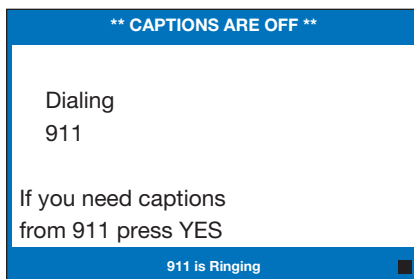 ** CAPTIONS ARE OFF **
Dialing
911
If you need captions
from 911 press YES
911 is Ringing